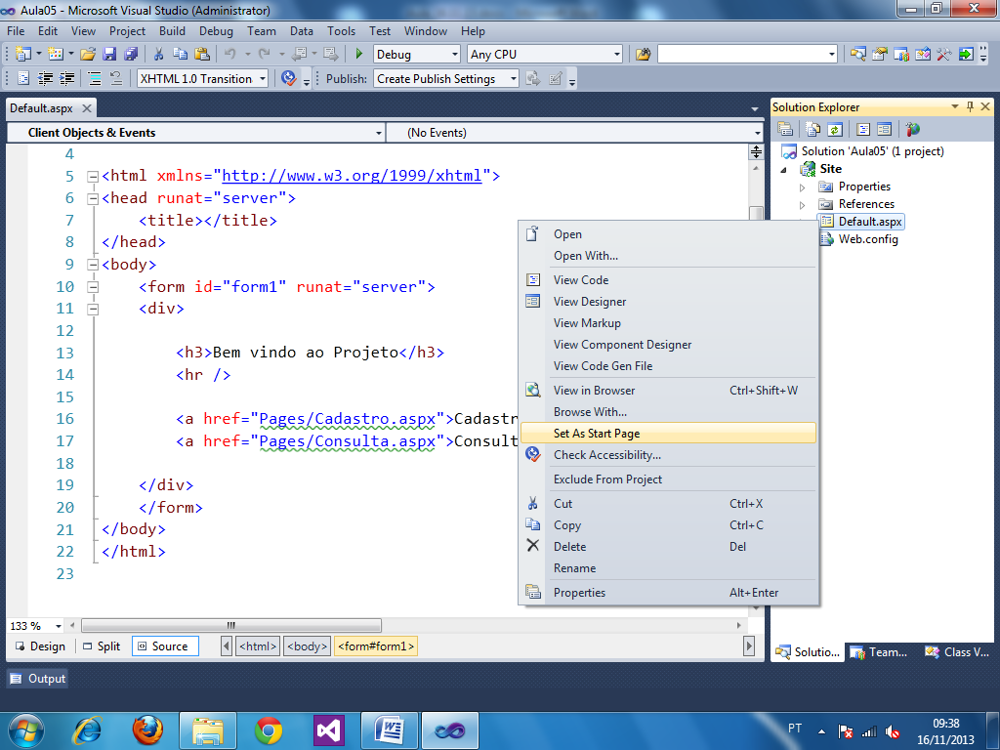 Aula05 - Microsoft Visual Studio (Administrator)
File Edit View Project Build Debug Team Data Tools Test Window Help
Debug Any CPU
XHTML 1.0 Transition Publish: Create Publish Settings
Default.aspx
Client Objects & Events (No Events)
4
5 <html xmlns="http://www.w3.org/1999/xhtml">
6 <head runat="server">
7 <title></title>
8 </head>
9 <body>
10 <form id="form1" runat="server">
11 <div>
12
13 <h3>Bem vindo ao Projeto</h3>
14 <hr />
15
16 <a href="Pages/Cadastro.aspx">Cadastr
17 <a href="Pages/Consulta.aspx">Consult
18
19 </div>
20 </form>
21 </body>
22 </html>
23
133 %
Design Split Source <html> <body> <form#form1>
Output
Open
Open With...
View Code
View Designer
View Markup
View Component Designer
View Code Gen File
View in Browser Ctrl+Shift+W
Browse With...
Set As Start Page
Check Accessibility...
Exclude From Project
Cut Ctrl+X
Copy Ctrl+C
Delete Del
Rename
Properties Alt+Enter
Solution Explorer
Solution 'Aula05' (1 project)
Site
Properties
References
Default.aspx
Web.config
Solutio... Team... Class V...
PT
09:38
16/11/2013